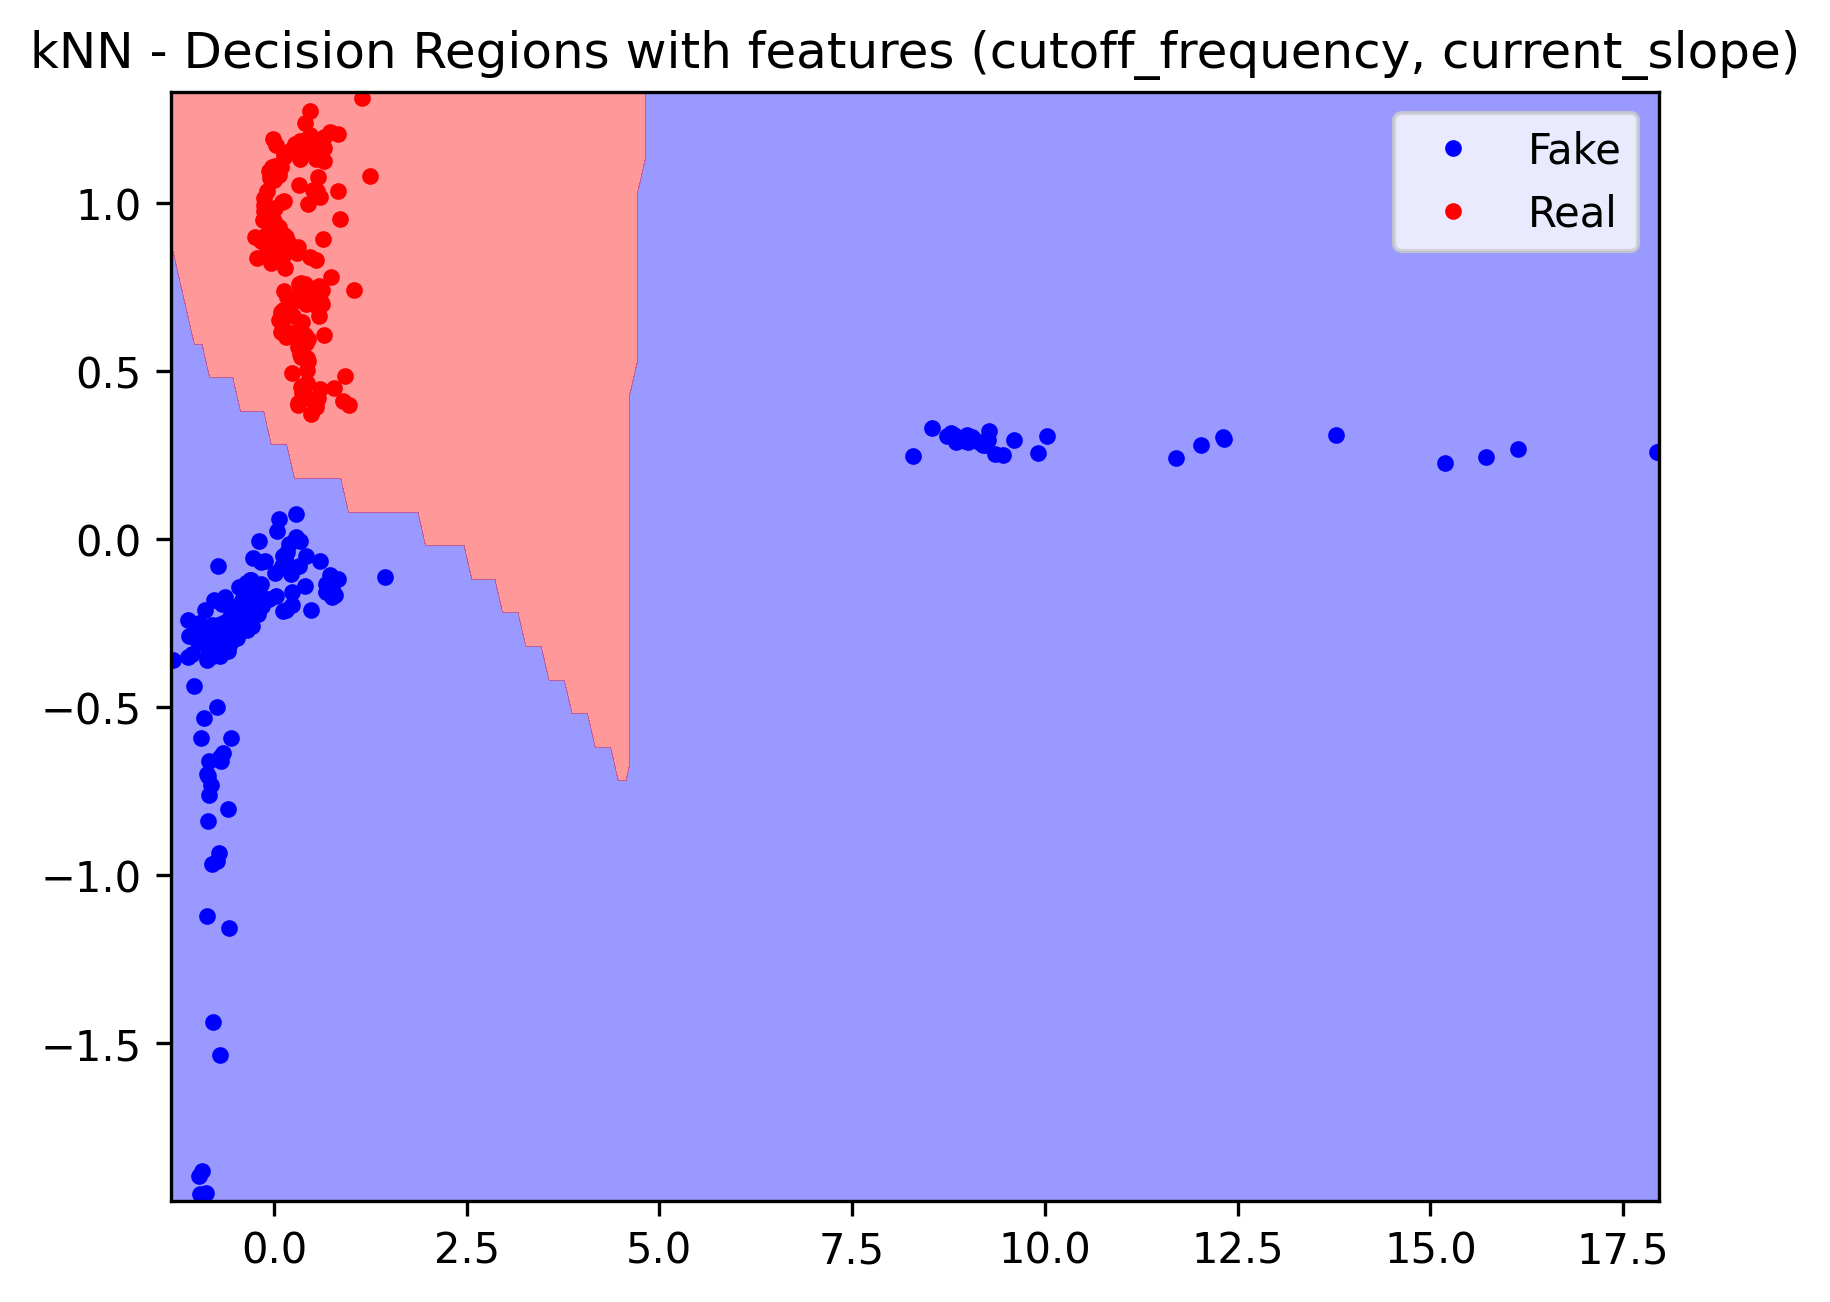 kNN - Decision Regions with features (cutoff_frequency, current_slope)
Fake
Real
1.0
0.5
0.0
−0.5
−1.0
−1.5
0.0 2.5 5.0 7.5 10.0 12.5 15.0 17.5